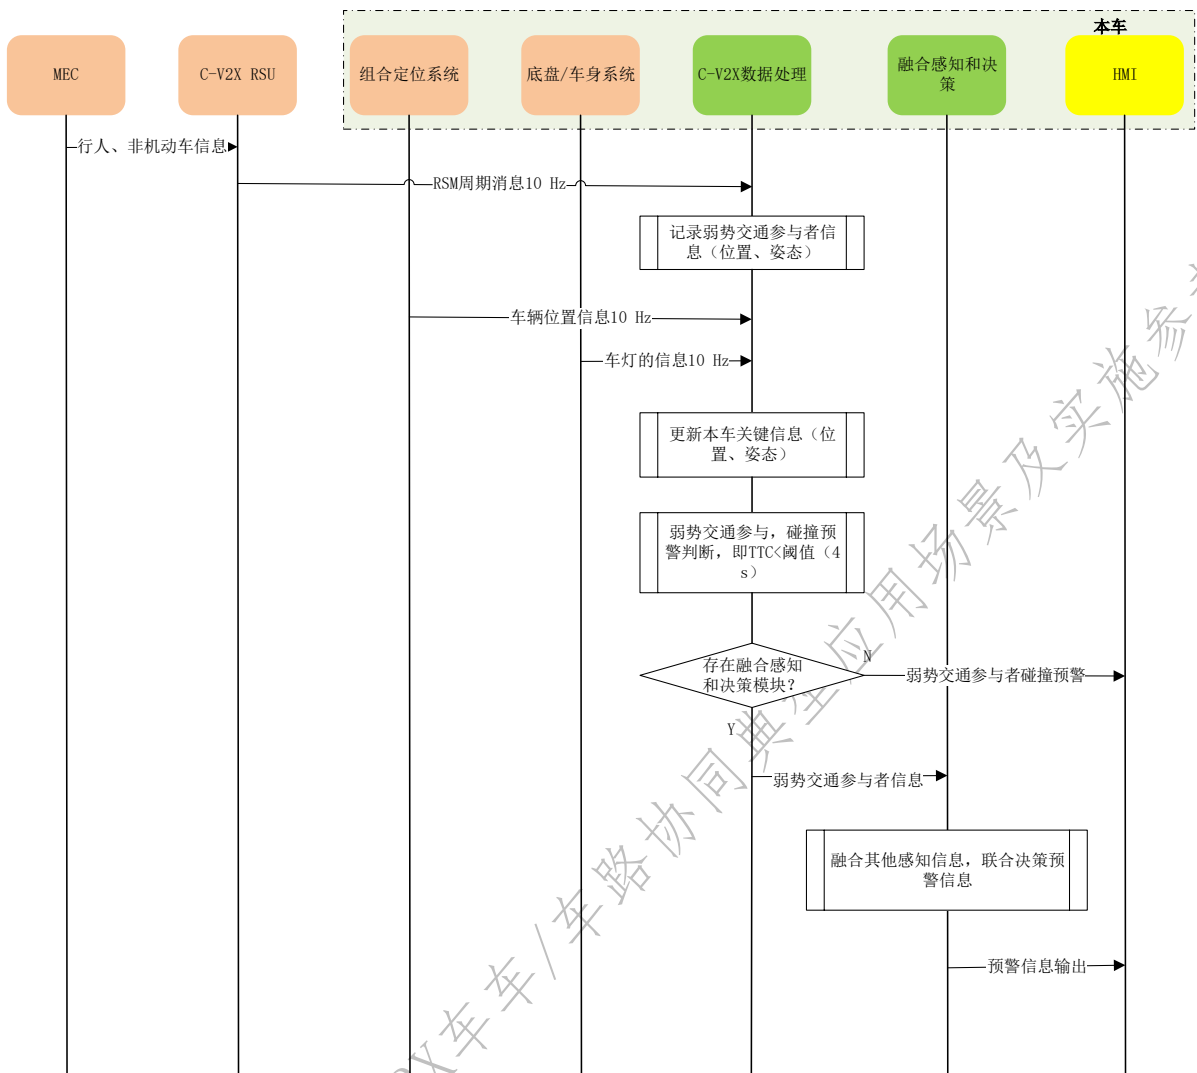 本车
MEC
C-V2X RSU
组合定位系统
底盘/车身系统
C-V2X数据处理
融合感知和决
策
HMI
行人、非机动车信息
RSM周期消息10 Hz
记录弱势交通参与者信
息（位置、姿态）
车辆位置信息10 Hz
车灯的信息10 Hz
更新本车关键信息（位
置、姿态）
弱势交通参与，碰撞预
警判断，即TTC<阈值（4
s）
存在融合感知
和决策模块？
N
弱势交通参与者碰撞预警
Y
弱势交通参与者信息
融合其他感知信息，联合决策预
警信息
预警信息输出
2X车车/车路协同典型应用场景及实施参考